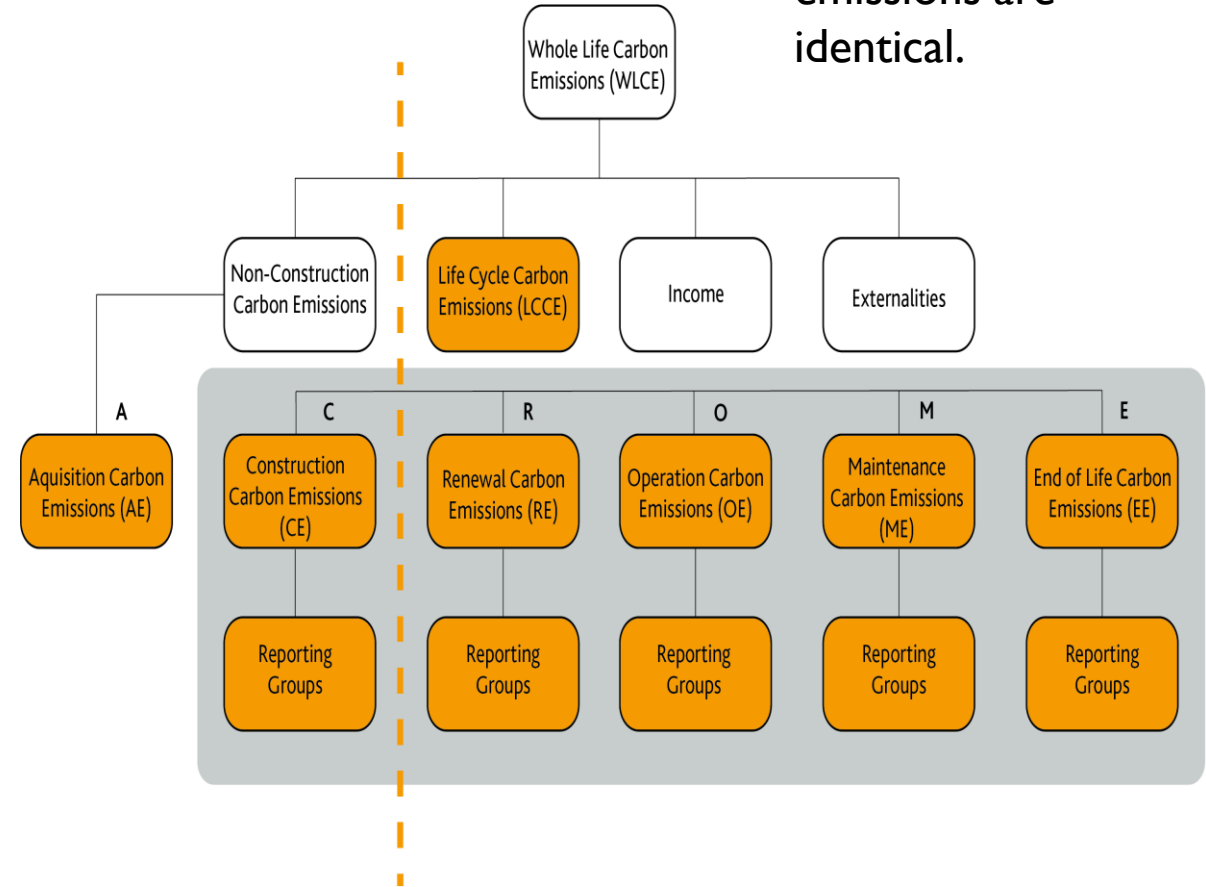 emissions are
identical.
Whole Life Carbon
Emissions (WLCE)
Non-Construction
Carbon Emissions
Life Cycle Carbon
Emissions (LCCE)
Income
Externalities
A
C
R
O
M
E
Aquisition Carbon
Emissions (AE)
Construction
Carbon Emissions
(CE)
Renewal Carbon
Emissions (RE)
Operation Carbon
Emissions (OE)
Maintenance
Carbon Emissions
(ME)
End of Life Carbon
Emissions (EE)
Reporting
Groups
Reporting
Groups
Reporting
Groups
Reporting
Groups
Reporting
Groups